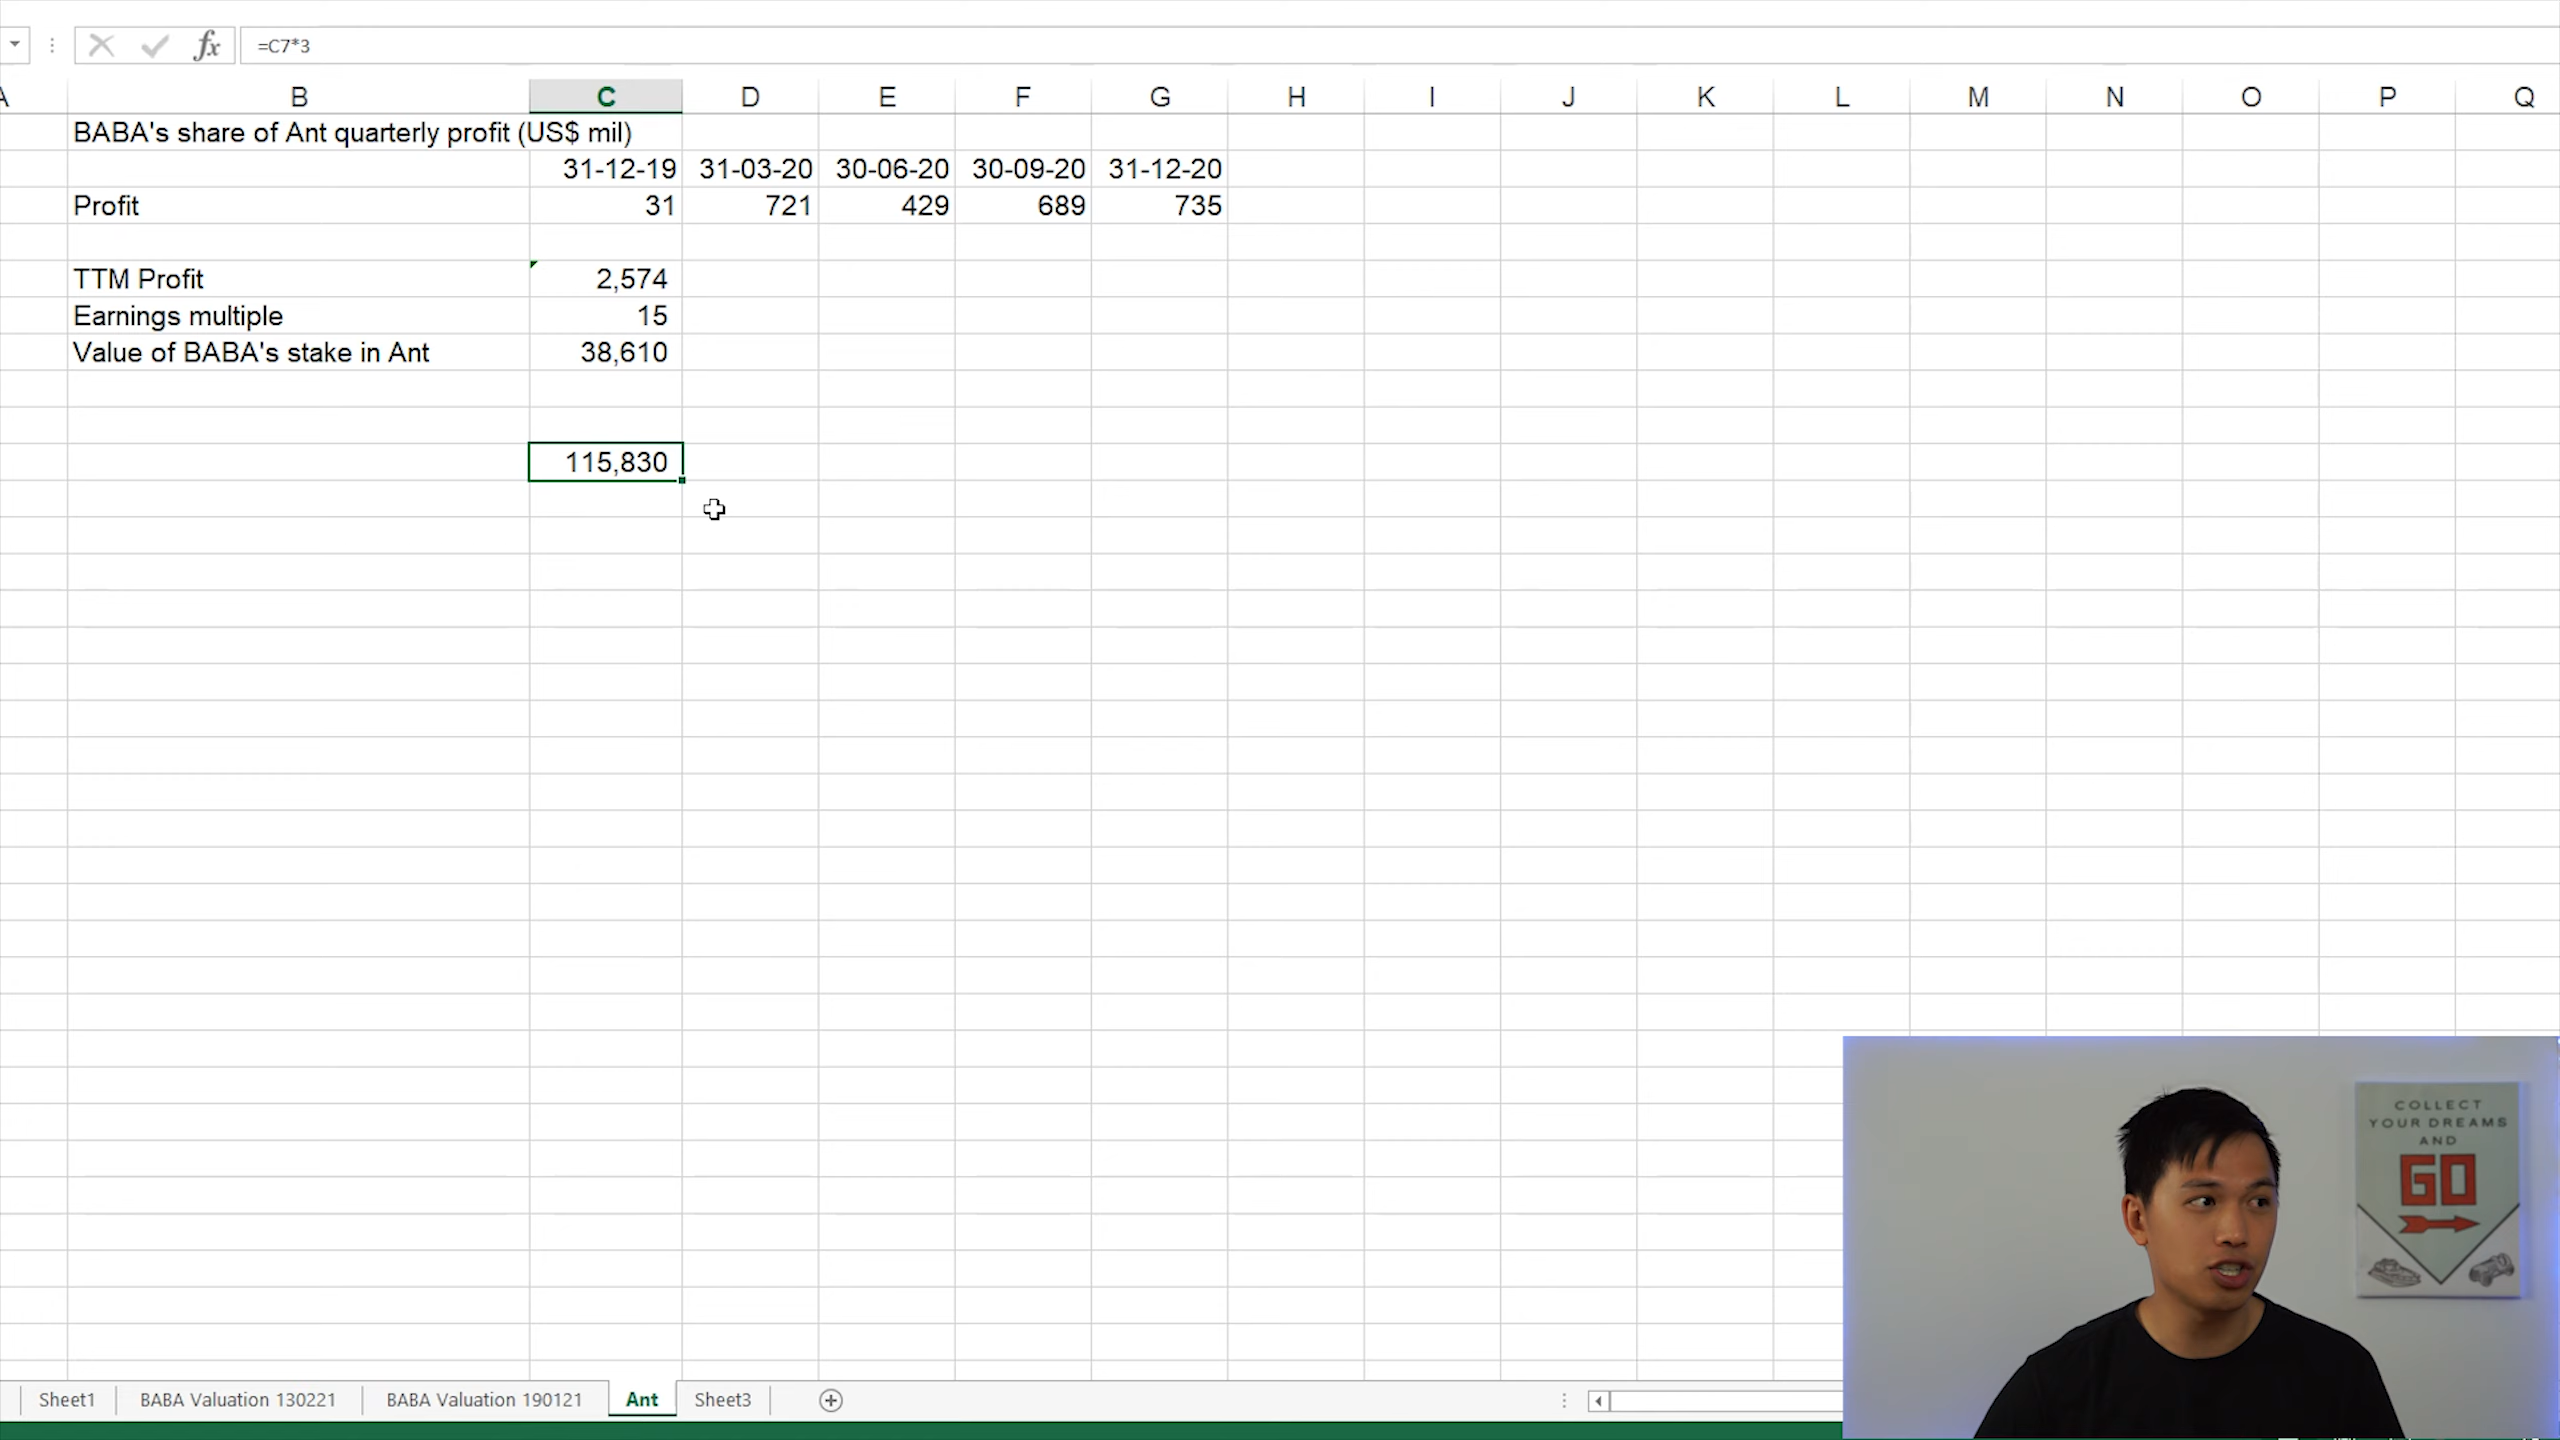 fx =C7*3
A B C D E F G H I J K L M N O P Q
BABA's share of Ant quarterly profit (US$ mil)
31-12-19 31-03-20 30-06-20 30-09-20 31-12-20
Profit 31 721 429 689 735
TTM Profit 2,574
Earnings multiple 15
Value of BABA's stake in Ant 38,610
115,830
COLLECT
YOUR DREAMS
AND
GO
Sheet1 BABA Valuation 130221 BABA Valuation 190121 Ant Sheet3